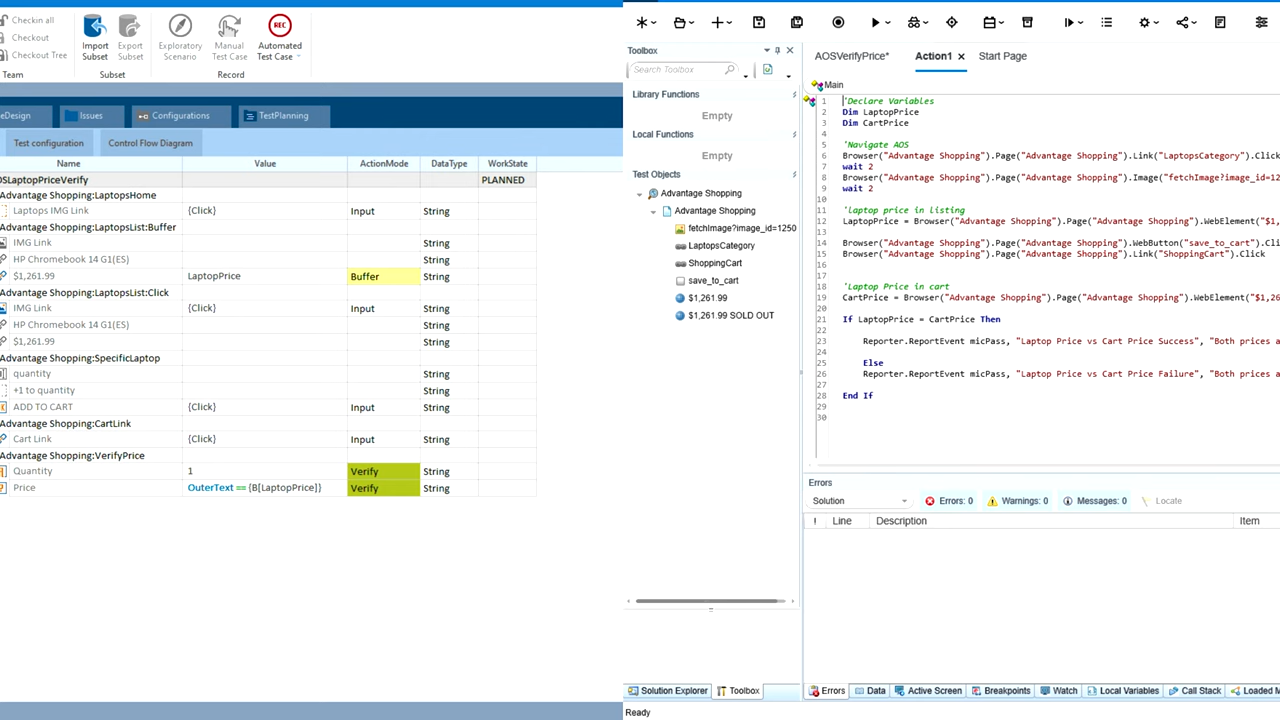 Checkin all
Checkout
Checkout Tree
Team
Import
Subset
Export
Subset
Subset
Exploratory
Scenario
Manual
Test Case
REC
Automated
Test Case
Record
eDesign
Issues
Configurations
TestPlanning
Test configuration
Control Flow Diagram
Name Value ActionMode DataType WorkState
OSLaptopPriceVerify PLANNED
Advantage Shopping:LaptopsHome
Laptops IMG Link {Click} Input String
Advantage Shopping:LaptopsList:Buffer
IMG Link String
HP Chromebook 14 G1(ES) String
$1,261.99 LaptopPrice Buffer String
Advantage Shopping:LaptopsList:Click
IMG Link {Click} Input String
HP Chromebook 14 G1(ES) String
$1,261.99 String
Advantage Shopping:SpecificLaptop
quantity String
+1 to quantity String
ADD TO CART {Click} Input String
Advantage Shopping:CartLink
Cart Link {Click} Input String
Advantage Shopping:VerifyPrice
Quantity 1 Verify String
Price OuterText == {B[LaptopPrice]} Verify String
Toolbox
Search Toolbox
Library Functions
Empty
Local Functions
Empty
Test Objects
Advantage Shopping
Advantage Shopping
fetchImage?image_id=1250
LaptopsCategory
ShoppingCart
save_to_cart
$1,261.99
$1,261.99 SOLD OUT
Solution Explorer
Toolbox
Ready
AOSVerifyPrice*
Action1
Start Page
Main
1 'Declare Variables
2 Dim LaptopPrice
3 Dim CartPrice
4
5 'Navigate AOS
6 Browser("Advantage Shopping").Page("Advantage Shopping").Link("LaptopsCategory").Click
7 wait 2
8 Browser("Advantage Shopping").Page("Advantage Shopping").Image("fetchImage?image_id=12
9 wait 2
10
11 'laptop price in listing
12 LaptopPrice = Browser("Advantage Shopping").Page("Advantage Shopping").WebElement("$1,
13
14 Browser("Advantage Shopping").Page("Advantage Shopping").WebButton("save_to_cart").Cli
15 Browser("Advantage Shopping").Page("Advantage Shopping").Link("ShoppingCart").Click
16
17
18 'Laptop Price in cart
19 CartPrice = Browser("Advantage Shopping").Page("Advantage Shopping").WebElement("$1,26
20
21 If LaptopPrice = CartPrice Then
22
23 Reporter.ReportEvent micPass, "Laptop Price vs Cart Price Success", "Both prices a
24
25 Else
26 Reporter.ReportEvent micPass, "Laptop Price vs Cart Price Failure", "Both prices a
27
28 End If
29
30
Errors
Solution
Errors: 0
Warnings: 0
Messages: 0
Locate
! Line Description Item
Errors
Data
Active Screen
Breakpoints
Watch
Local Variables
Call Stack
Loaded M